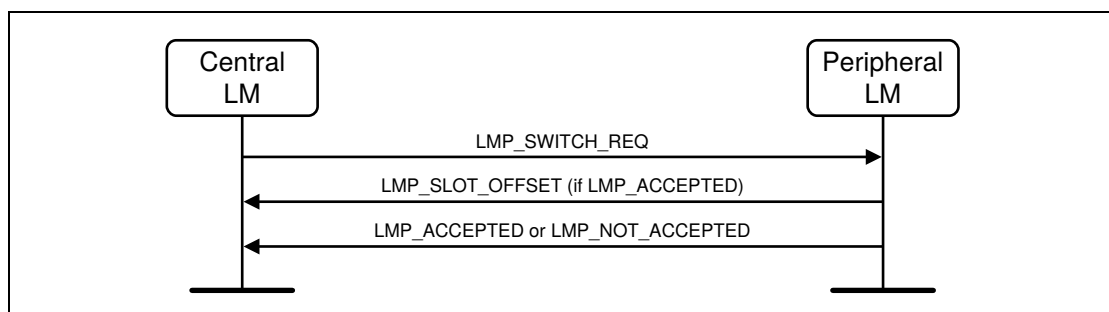 Central
LM
Peripheral
LM
LMP_SWITCH_REQ
LMP_SLOT_OFFSET (if LMP_ACCEPTED)
LMP_ACCEPTED or LMP_NOT_ACCEPTED